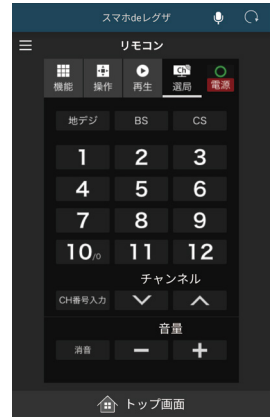 スマホdeレグザ
リモコン
機能 操作 再生 選局 電源
地デジ BS CS
1 2 3
4 5 6
7 8 9
10/0 11 12
チャンネル
CH番号入力
音量
消音 － ＋
トップ画面